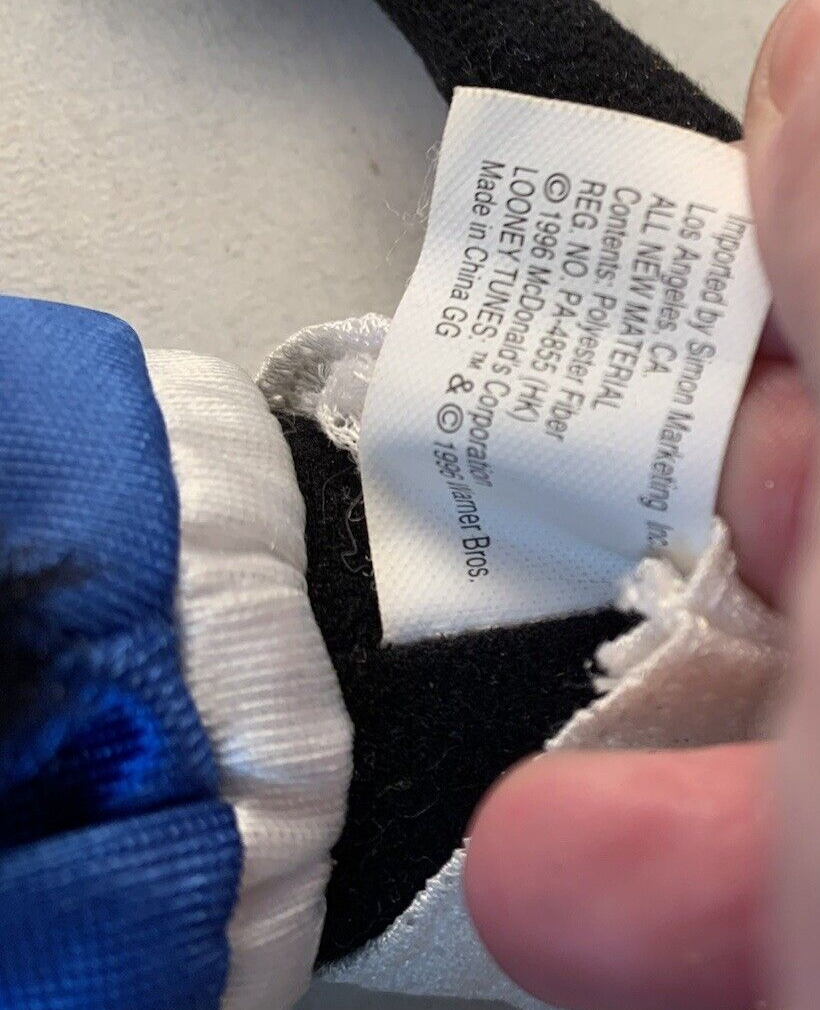 Imported by Simon Marketing Inc.
Los Angeles, CA
ALL NEW MATERIAL
Contents: Polyester Fiber
REG. NO. PA-4855 (HK)
© 1996 McDonald's Corporation
LOONEY TUNES, ™ & © 1996 Warner Bros.
Made in China GG